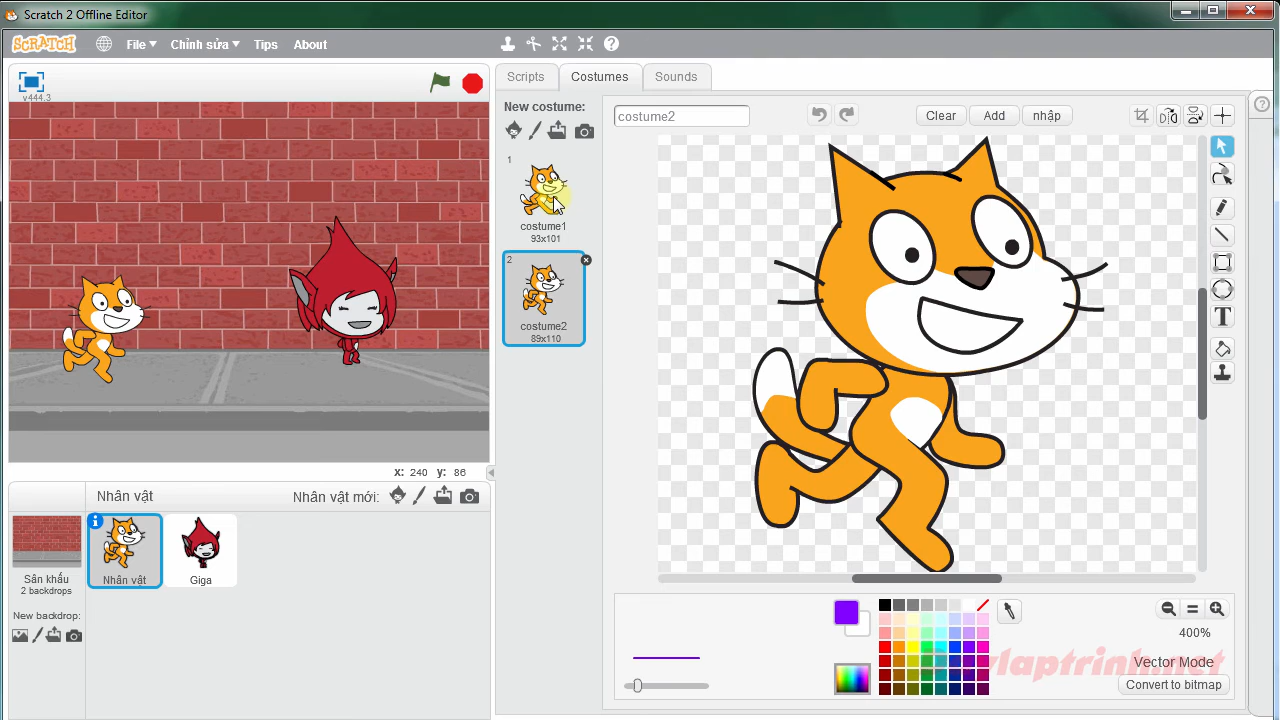 Scratch 2 Offline Editor
SCRATCH File Chỉnh sửa Tips About
v444.3
Scripts Costumes Sounds
New costume:
1
costume1
93x101
2
costume2
89x110
costume2
Clear Add nhập
T
X: 240 y: 86
Nhân vật Nhân vật mới:
Sân khấu
2 backdrops
New backdrop:
Nhân vật
Giga
400%
Vector Mode
Convert to bitmap
laptrinh.net